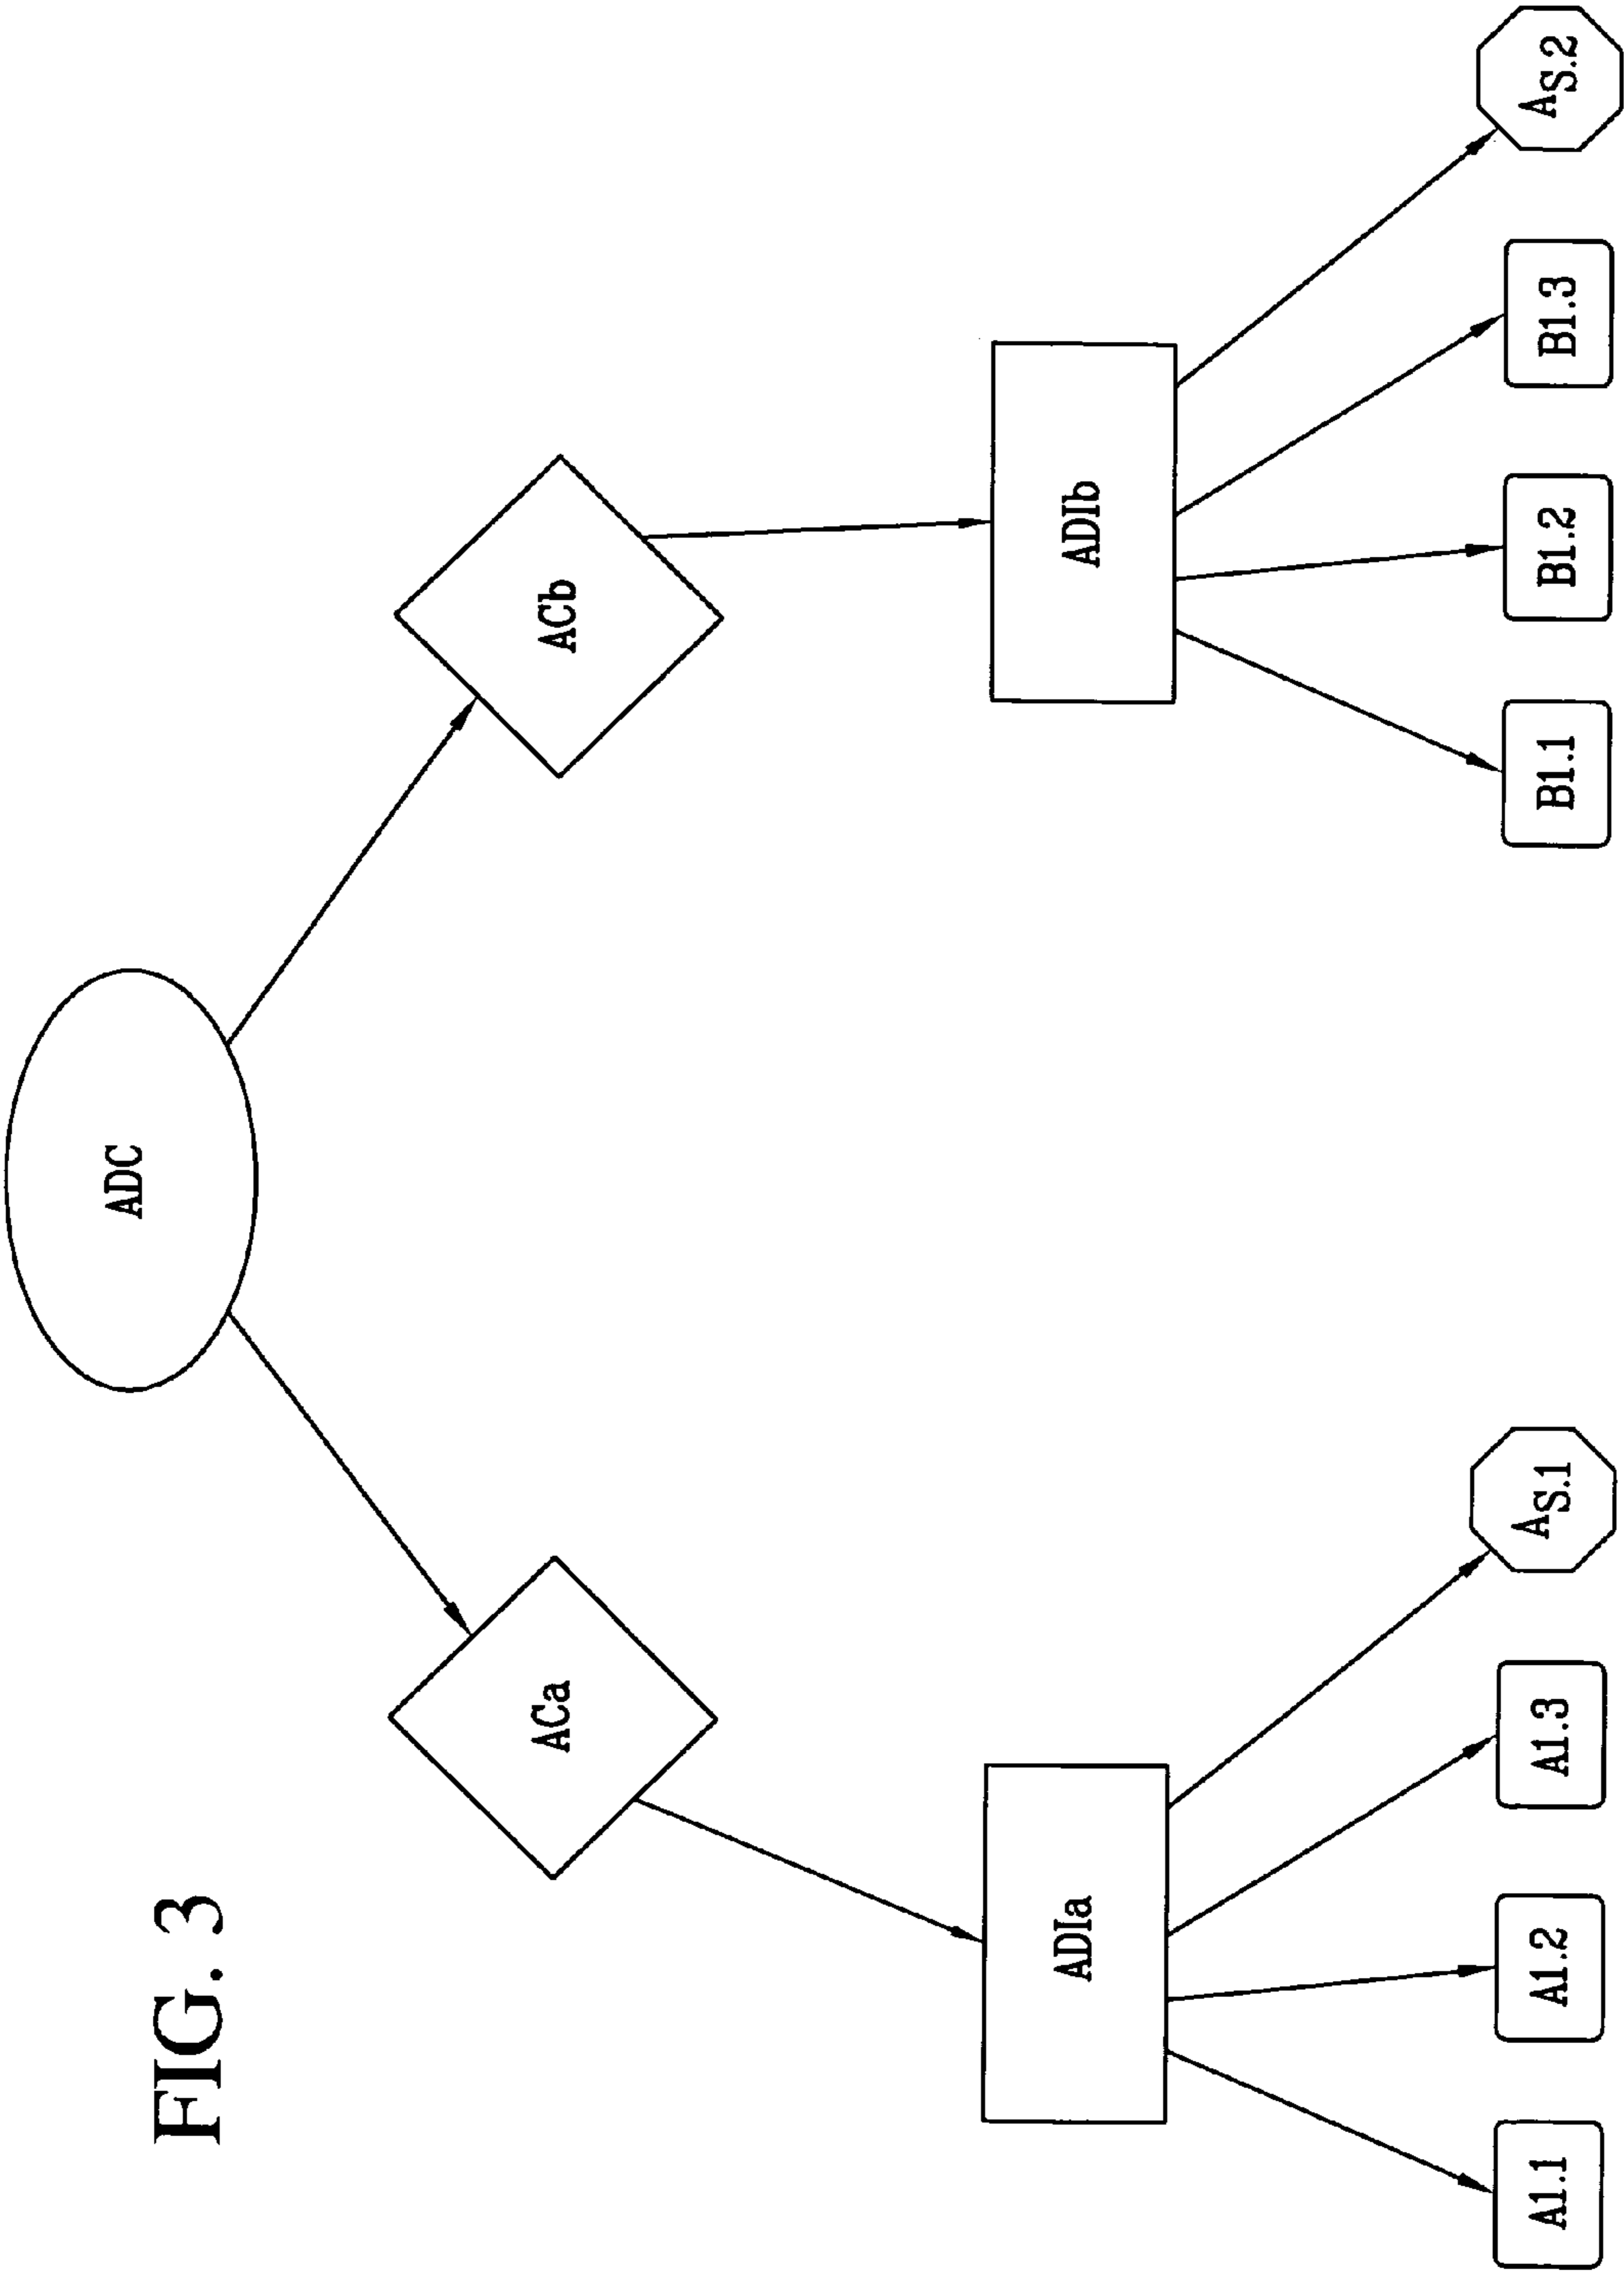 FIG. 3
ADC
ACa
ACb
ADIa
ADIb
A1.1
A1.2
A1.3
AS.1
B1.1
B1.2
B1.3
AS.2